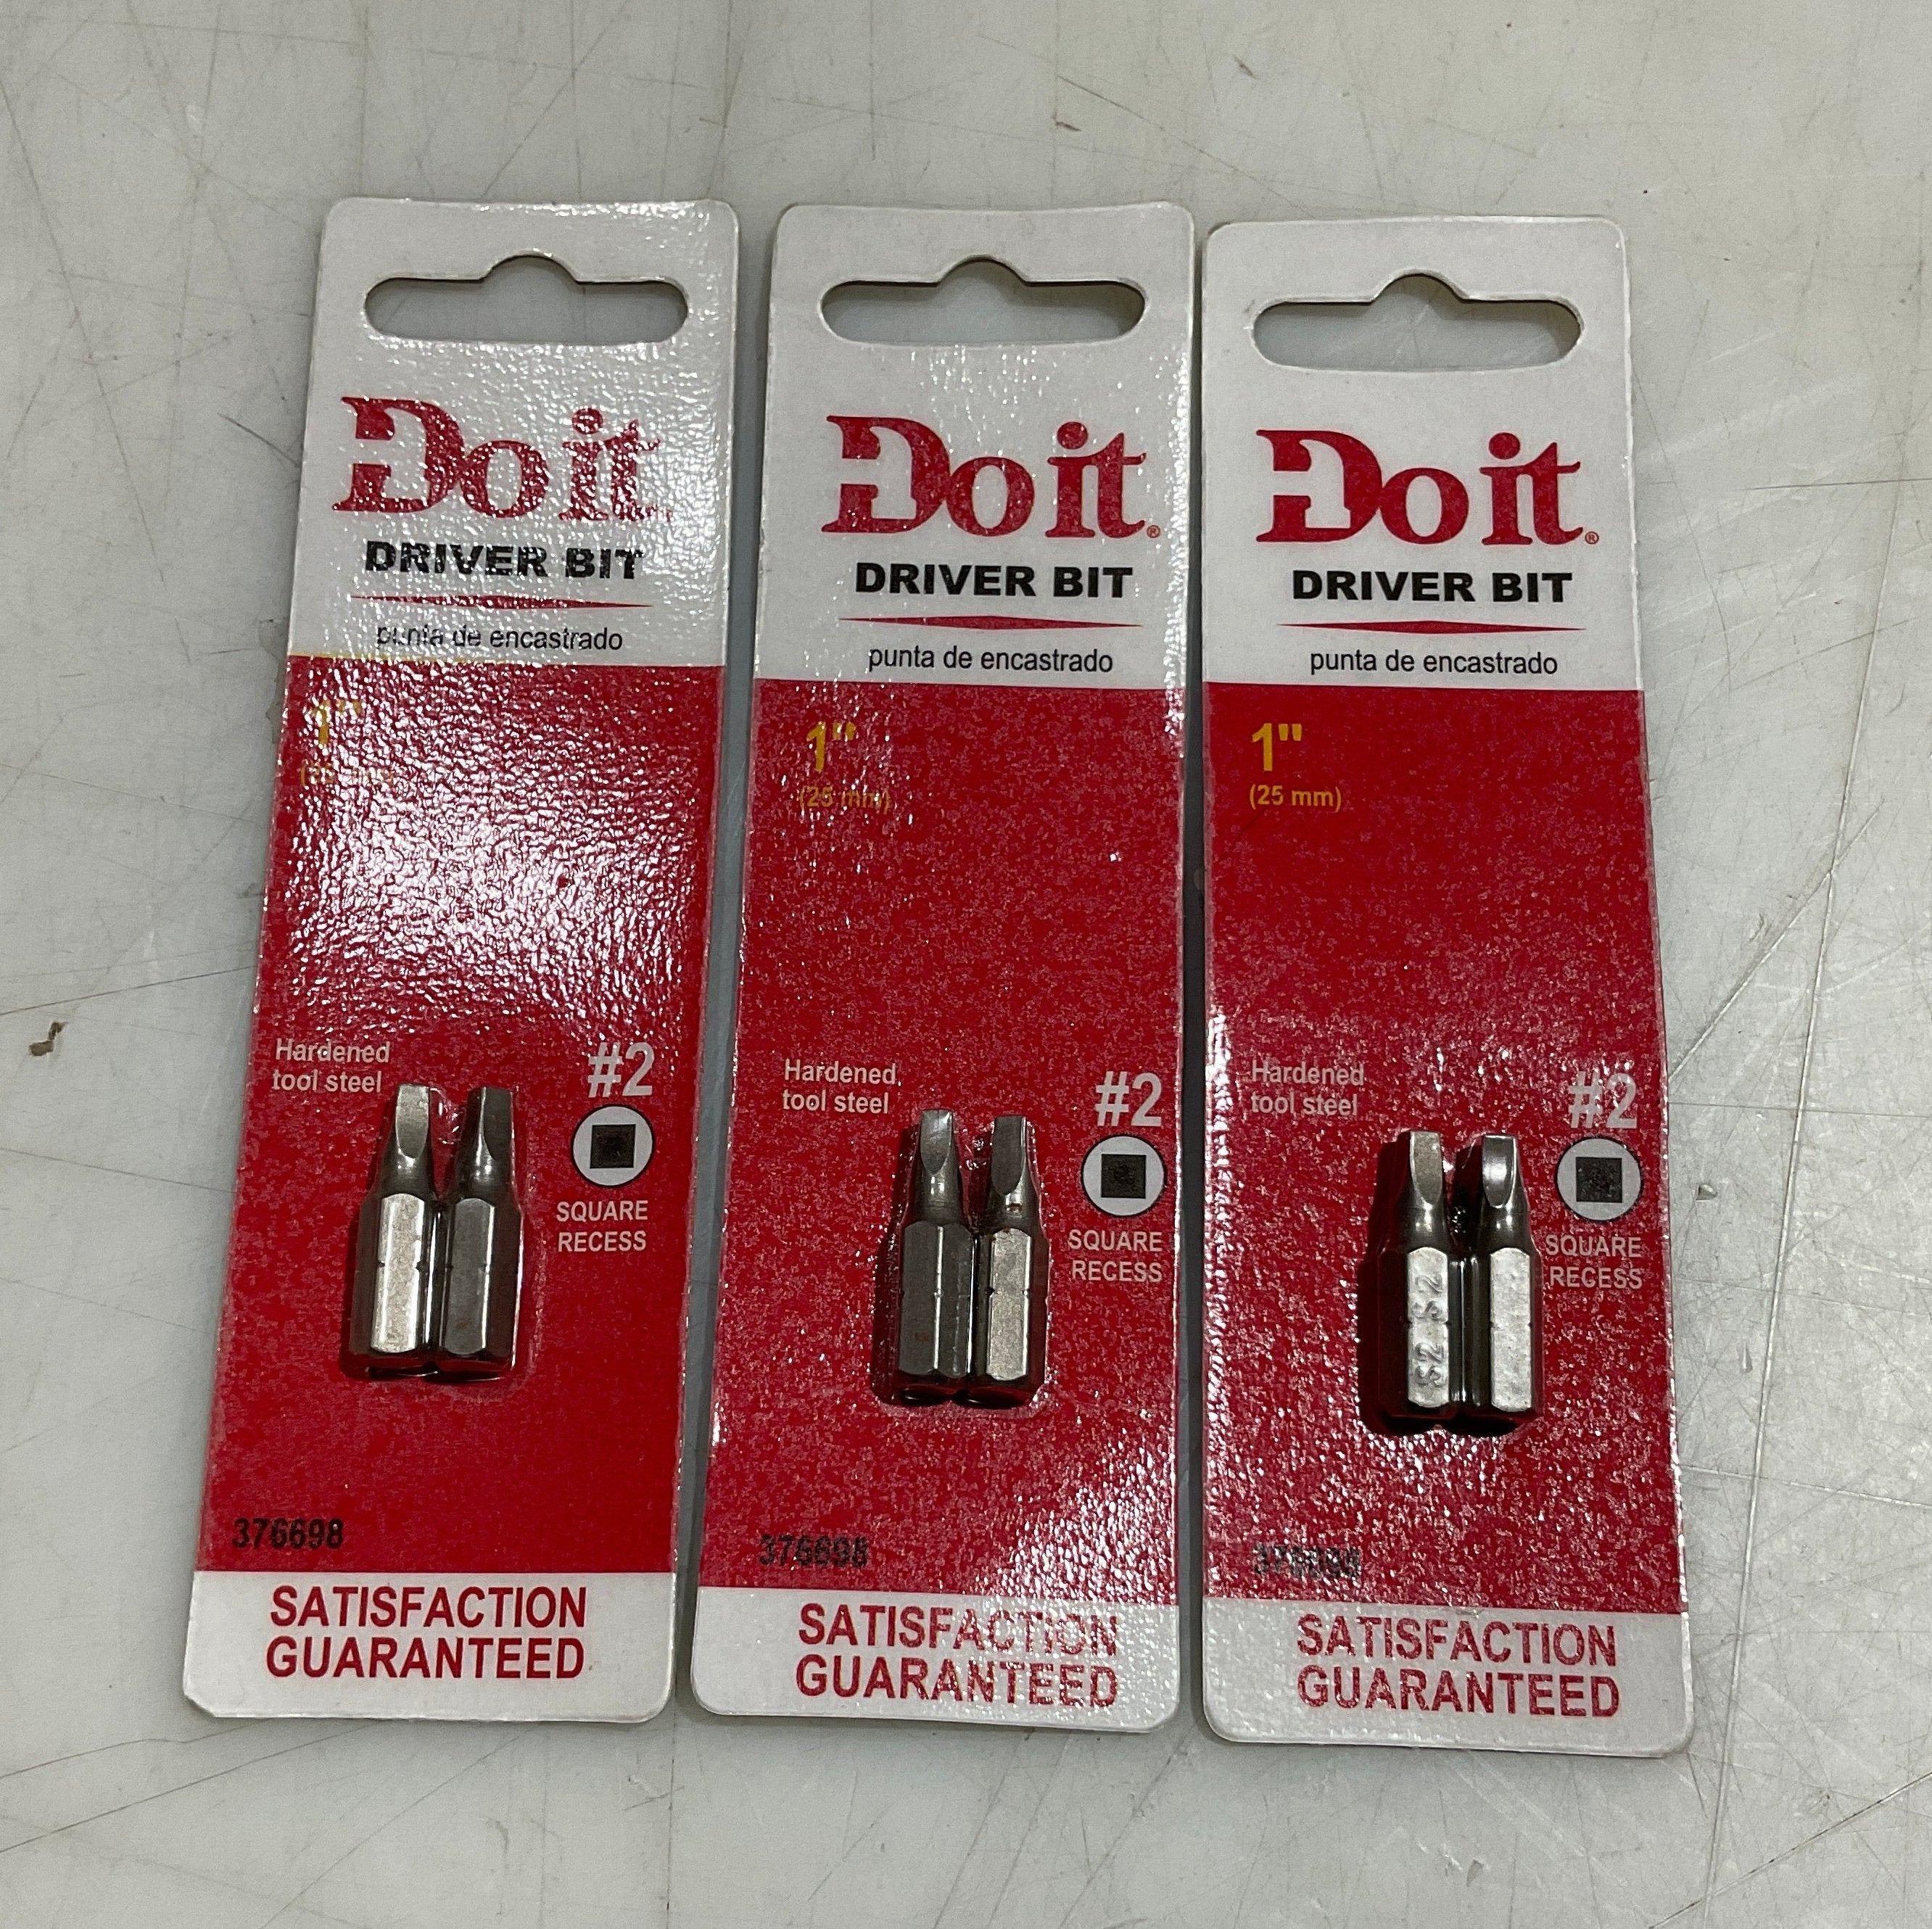 Do it
DRIVER BIT
punta de encastrado
1"
Hardened
tool steel
#2
SQUARE
RECESS
376698
SATISFACTION
GUARANTEED
Do it®
DRIVER BIT
punta de encastrado
1"
(25 mm)
Hardened
tool steel
#2
SQUARE
RECESS
376698
SATISFACTION
GUARANTEED
Do it®
DRIVER BIT
punta de encastrado
1"
(25 mm)
Hardened
tool steel
#2
S2 S2
SQUARE
RECESS
SATISFACTION
GUARANTEED